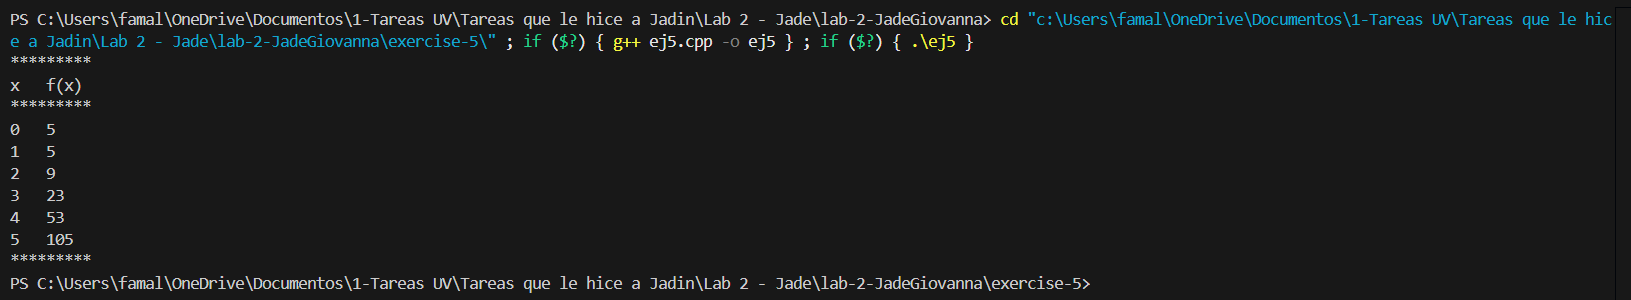 PS C:\Users\famal\OneDrive\Documentos\1-Tareas UV\Tareas que le hice a Jadin\Lab 2 - Jade\lab-2-JadeGiovanna> cd "c:\Users\famal\OneDrive\Documentos\1-Tareas UV\Tareas que le hic
e a Jadin\Lab 2 - Jade\lab-2-JadeGiovanna\exercise-5\" ; if ($?) { g++ ej5.cpp -o ej5 } ; if ($?) { .\ej5 }
*********
x   f(x)
*********
0   5
1   5
2   9
3   23
4   53
5   105
*********
PS C:\Users\famal\OneDrive\Documentos\1-Tareas UV\Tareas que le hice a Jadin\Lab 2 - Jade\lab-2-JadeGiovanna\exercise-5>